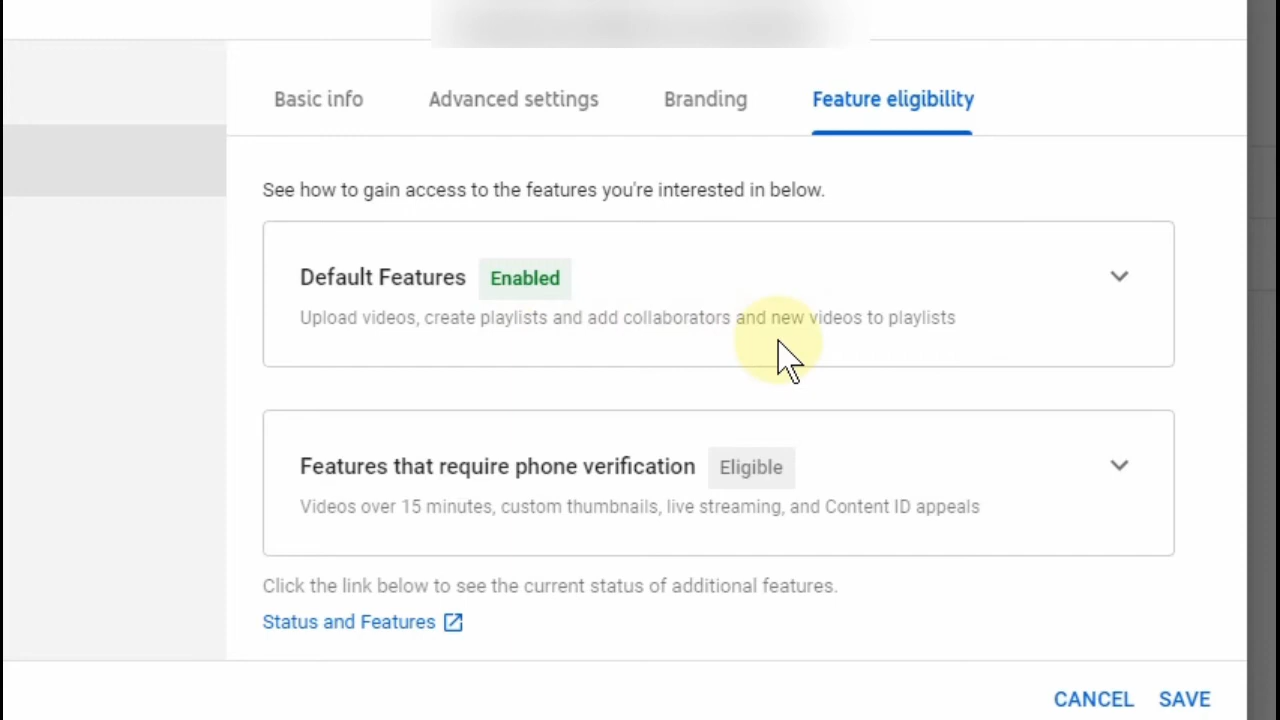 Basic info Advanced settings Branding Feature eligibility
See how to gain access to the features you're interested in below.
Default Features Enabled
Upload videos, create playlists and add collaborators and new videos to playlists
Features that require phone verification Eligible
Videos over 15 minutes, custom thumbnails, live streaming, and Content ID appeals
Click the link below to see the current status of additional features.
Status and Features
CANCEL SAVE